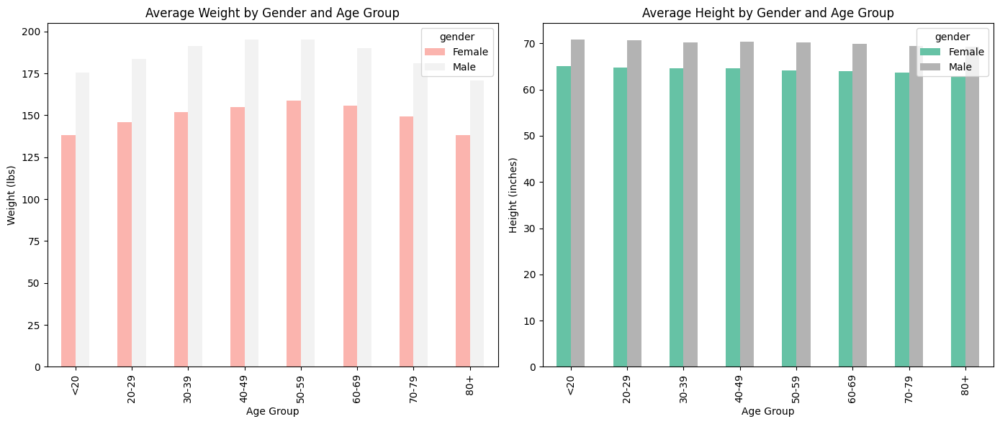 Average Weight by Gender and Age Group
200
175
150
125
100
75
50
25
0
Weight (lbs)
gender
Female
Male
<20
20-29
30-39
40-49
50-59
60-69
70-79
80+
Age Group
Average Height by Gender and Age Group
70
60
50
40
30
20
10
0
Height (inches)
gender
Female
Male
<20
20-29
30-39
40-49
50-59
60-69
70-79
80+
Age Group